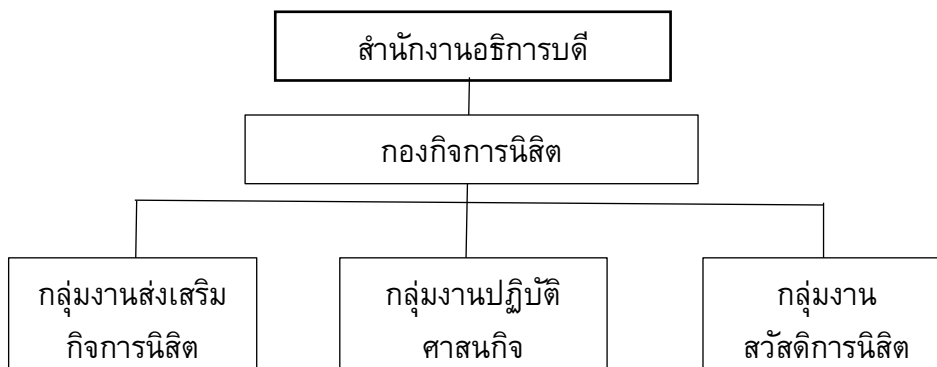 สำนักงานอธิการบดี
กองกิจการนิสิต
กลุ่มงานส่งเสริม
กิจการนิสิต
กลุ่มงานปฏิบัติ
ศาสนกิจ
กลุ่มงาน
สวัสดิการนิสิต